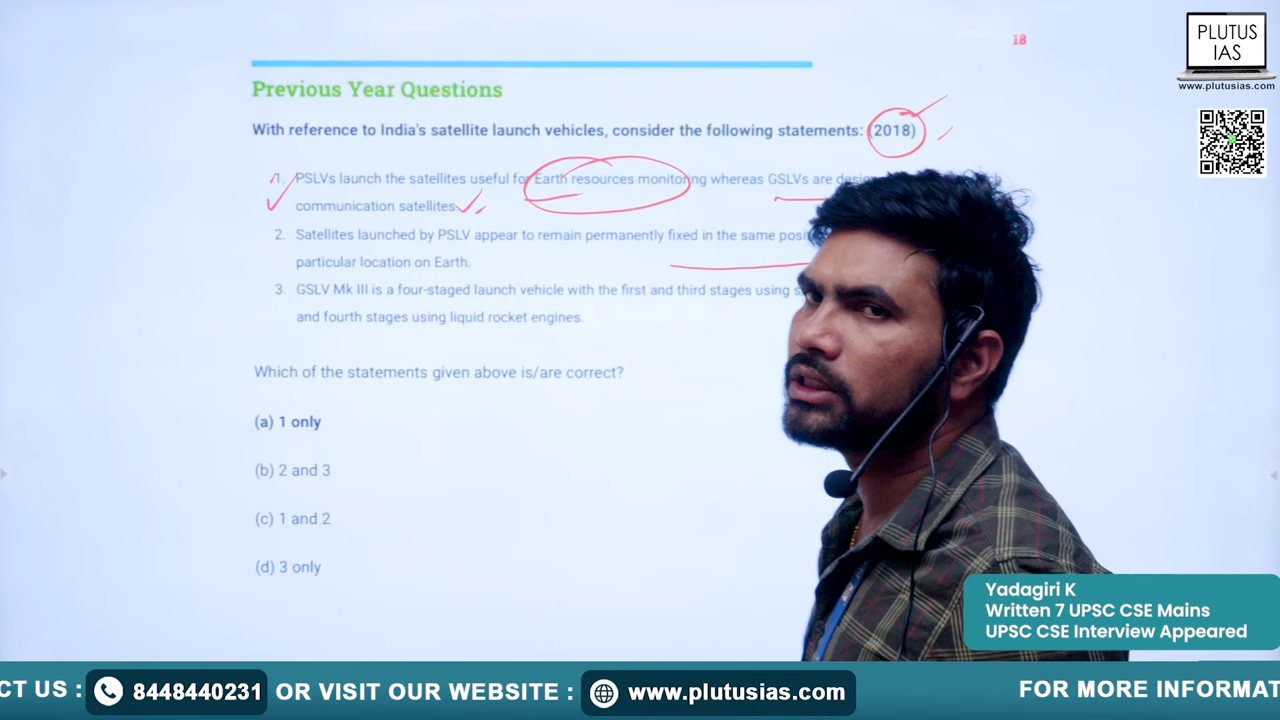 18
PLUTUS
IAS
www.plutusias.com
Previous Year Questions
With reference to India's satellite launch vehicles, consider the following statements: (2018)
1. PSLVs launch the satellites useful for Earth resources monitoring whereas GSLVs are
communication satellites
2. Satellites launched by PSLV appear to remain permanently fixed in the same
particular location on Earth.
3. GSLV Mk III is a four-staged launch vehicle with the first and third stages using
and fourth stages using liquid rocket engines.
Which of the statements given above is/are correct?
(a) 1 only
(b) 2 and 3
(c) 1 and 2
(d) 3 only
Yadagiri K
Written 7 UPSC CSE Mains
UPSC CSE Interview Appeared
CT US : 8448440231 OR VISIT OUR WEBSITE : www.plutusias.com FOR MORE INFORMAT